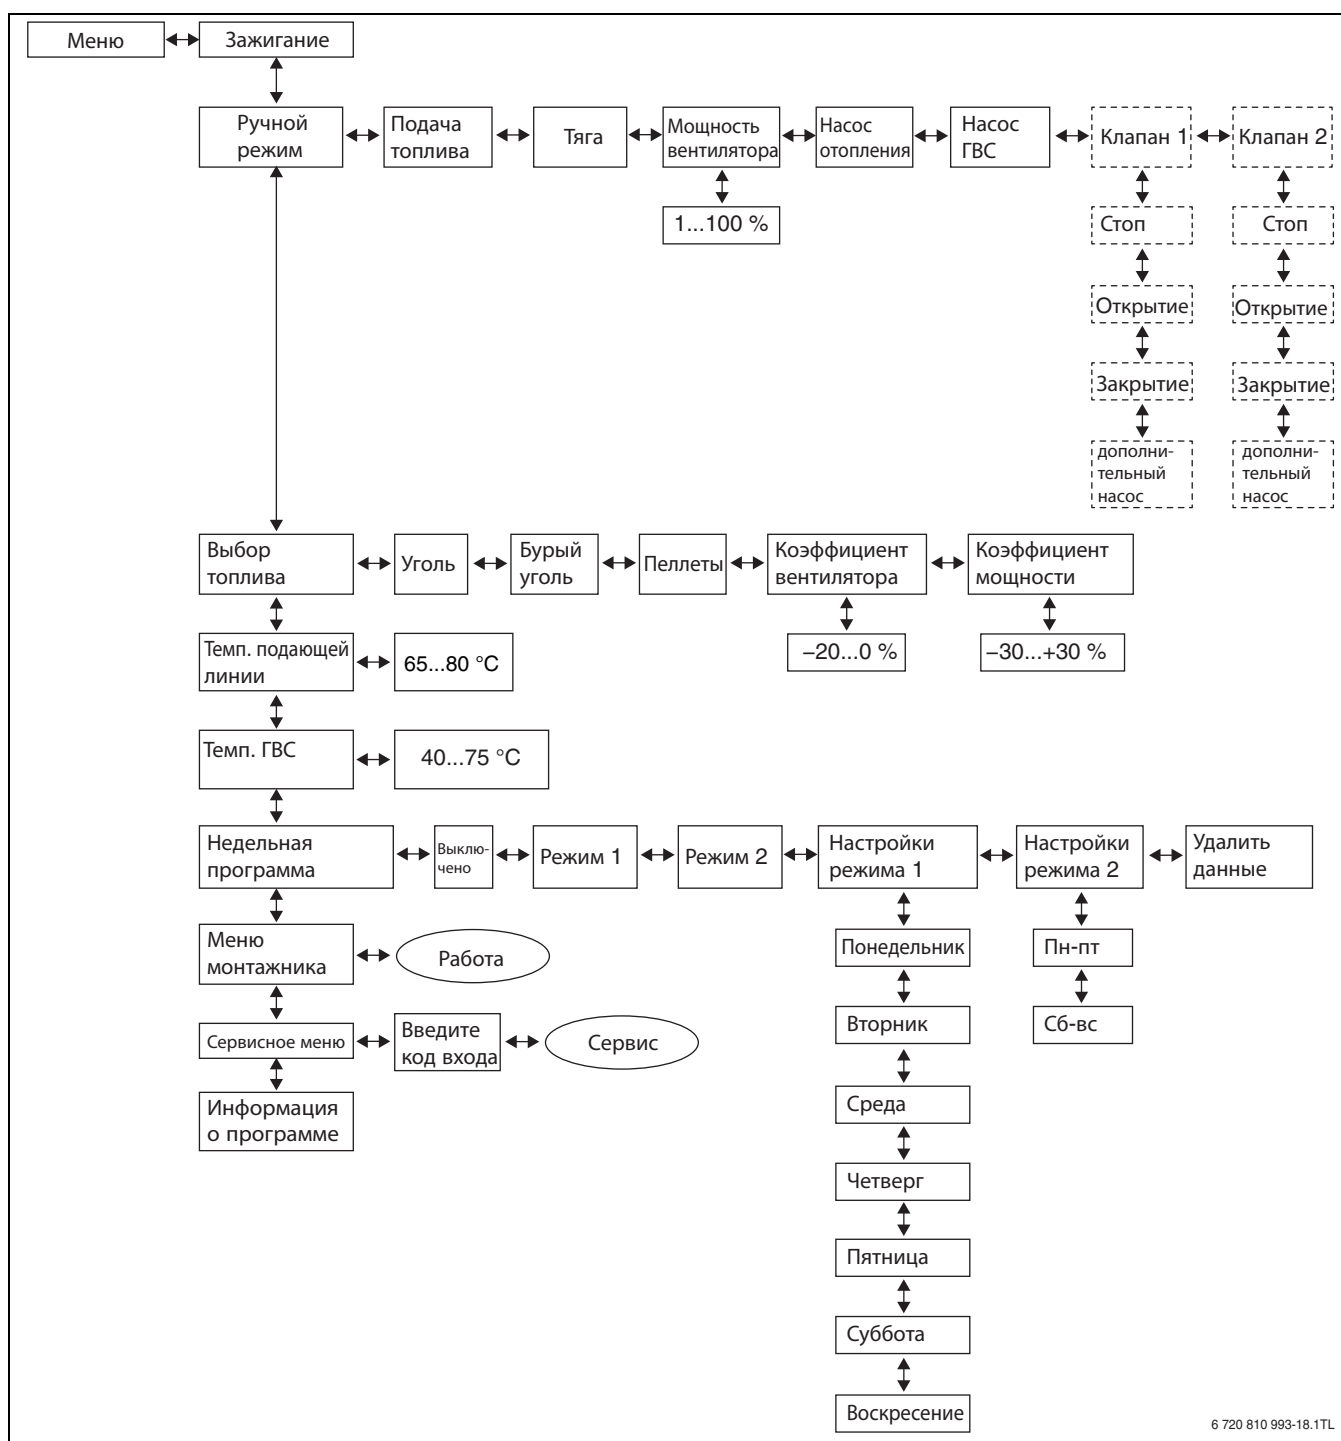 Меню
Зажигание
Ручной
режим
Подача
топлива
Тяга
Мощность
вентилятора
Насос
отопления
Насос
ГВС
Клапан 1
Клапан 2
1...100 %
Стоп
Стоп
Открытие
Открытие
Закрытие
Закрытие
дополни-
тельный
насос
дополни-
тельный
насос
Выбор
топлива
Уголь
Бурый
уголь
Пеллеты
Коэффициент
вентилятора
Коэффициент
мощности
–20...0 %
–30...+30 %
Темп. подающей
линии
65...80 °C
Темп. ГВС
40...75 °C
Недельная
программа
Выклю-
чено
Режим 1
Режим 2
Настройки
режима 1
Настройки
режима 2
Удалить
данные
Меню
монтажника
Работа
Понедельник
Пн-пт
Сервисное меню
Введите
код входа
Сервис
Вторник
Сб-вс
Информация
о программе
Среда
Четверг
Пятница
Суббота
Воскресение
6 720 810 993-18.1TL